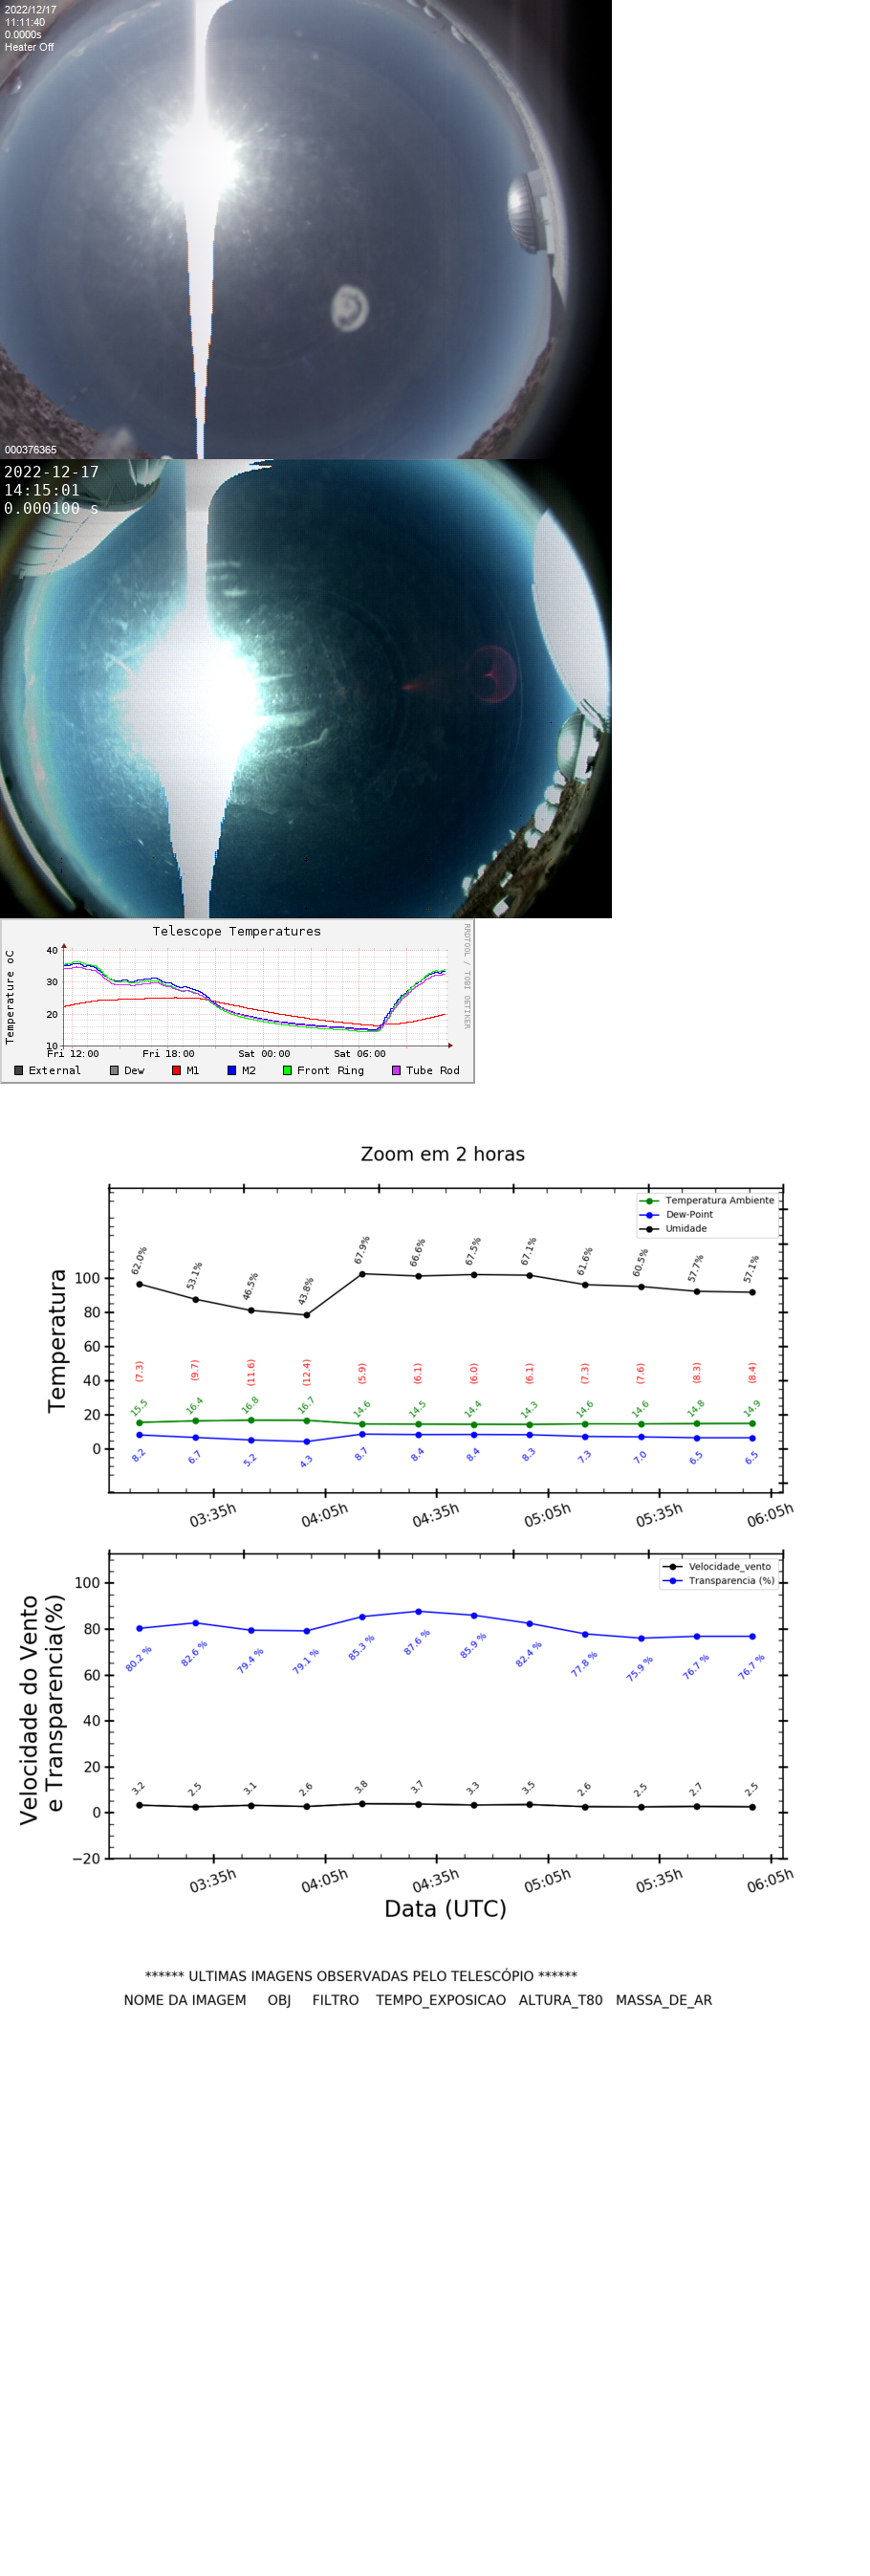 2022/12/17
11:11:40
0.0000s
Heater Off
000376365
2022-12-17
14:15:01
0.000100 s
Telescope Temperatures
RRDTOOL / TOBI OETIKER
Temperature oC
40
30
20
10
Fri 12:00 Fri 18:00 Sat 00:00 Sat 06:00
External Dew M1 M2 Front Ring Tube Rod
Zoom em 2 horas
Temperatura Ambiente
Dew-Point
Umidade
Temperatura
100
80
60
40
20
0
62.0% 53.1% 46.5% 43.8% 67.9% 66.6% 67.5% 67.1% 61.6% 60.5% 57.7% 57.1%
(7.3) (9.7) (11.6) (12.4) (5.9) (6.1) (6.0) (6.1) (7.3) (7.6) (8.3) (8.4)
15.5 16.4 16.8 16.7 14.6 14.5 14.4 14.3 14.6 14.6 14.8 14.9
8.2 6.7 5.2 4.3 8.7 8.4 8.4 8.3 7.3 7.0 6.5 6.5
03:35h 04:05h 04:35h 05:05h 05:35h 06:05h
Velocidade_vento
Transparencia (%)
Velocidade do Vento
e Transparencia(%)
100
80
60
40
20
0
−20
80.2 % 82.6 % 79.4 % 79.1 % 85.3 % 87.6 % 85.9 % 82.4 % 77.8 % 75.9 % 76.7 % 76.7 %
3.2 2.5 3.1 2.6 3.8 3.7 3.3 3.5 2.6 2.5 2.7 2.5
03:35h 04:05h 04:35h 05:05h 05:35h 06:05h
Data (UTC)
****** ULTIMAS IMAGENS OBSERVADAS PELO TELESCÓPIO ******
NOME DA IMAGEM OBJ FILTRO TEMPO_EXPOSICAO ALTURA_T80 MASSA_DE_AR